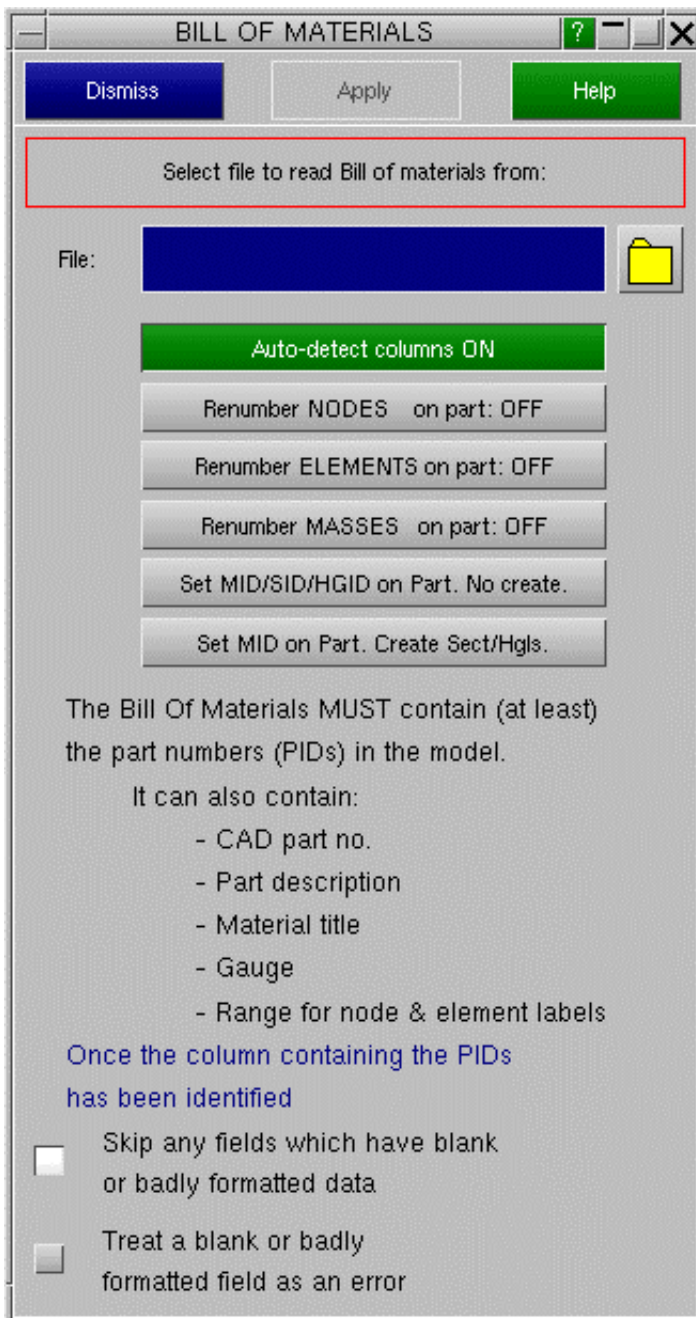 BILL OF MATERIALS ?
Dismiss Apply Help
Select file to read Bill of materials from:
File:
Auto-detect columns ON
Renumber NODES on part: OFF
Renumber ELEMENTS on part: OFF
Renumber MASSES on part: OFF
Set MID/SID/HGID on Part. No create.
Set MID on Part. Create Sect/Hgls.
The Bill Of Materials MUST contain (at least)
the part numbers (PIDs) in the model.
It can also contain:
- CAD part no.
- Part description
- Material title
- Gauge
- Range for node & element labels
Once the column containing the PIDs
has been identified
Skip any fields which have blank
or badly formatted data
Treat a blank or badly
formatted field as an error